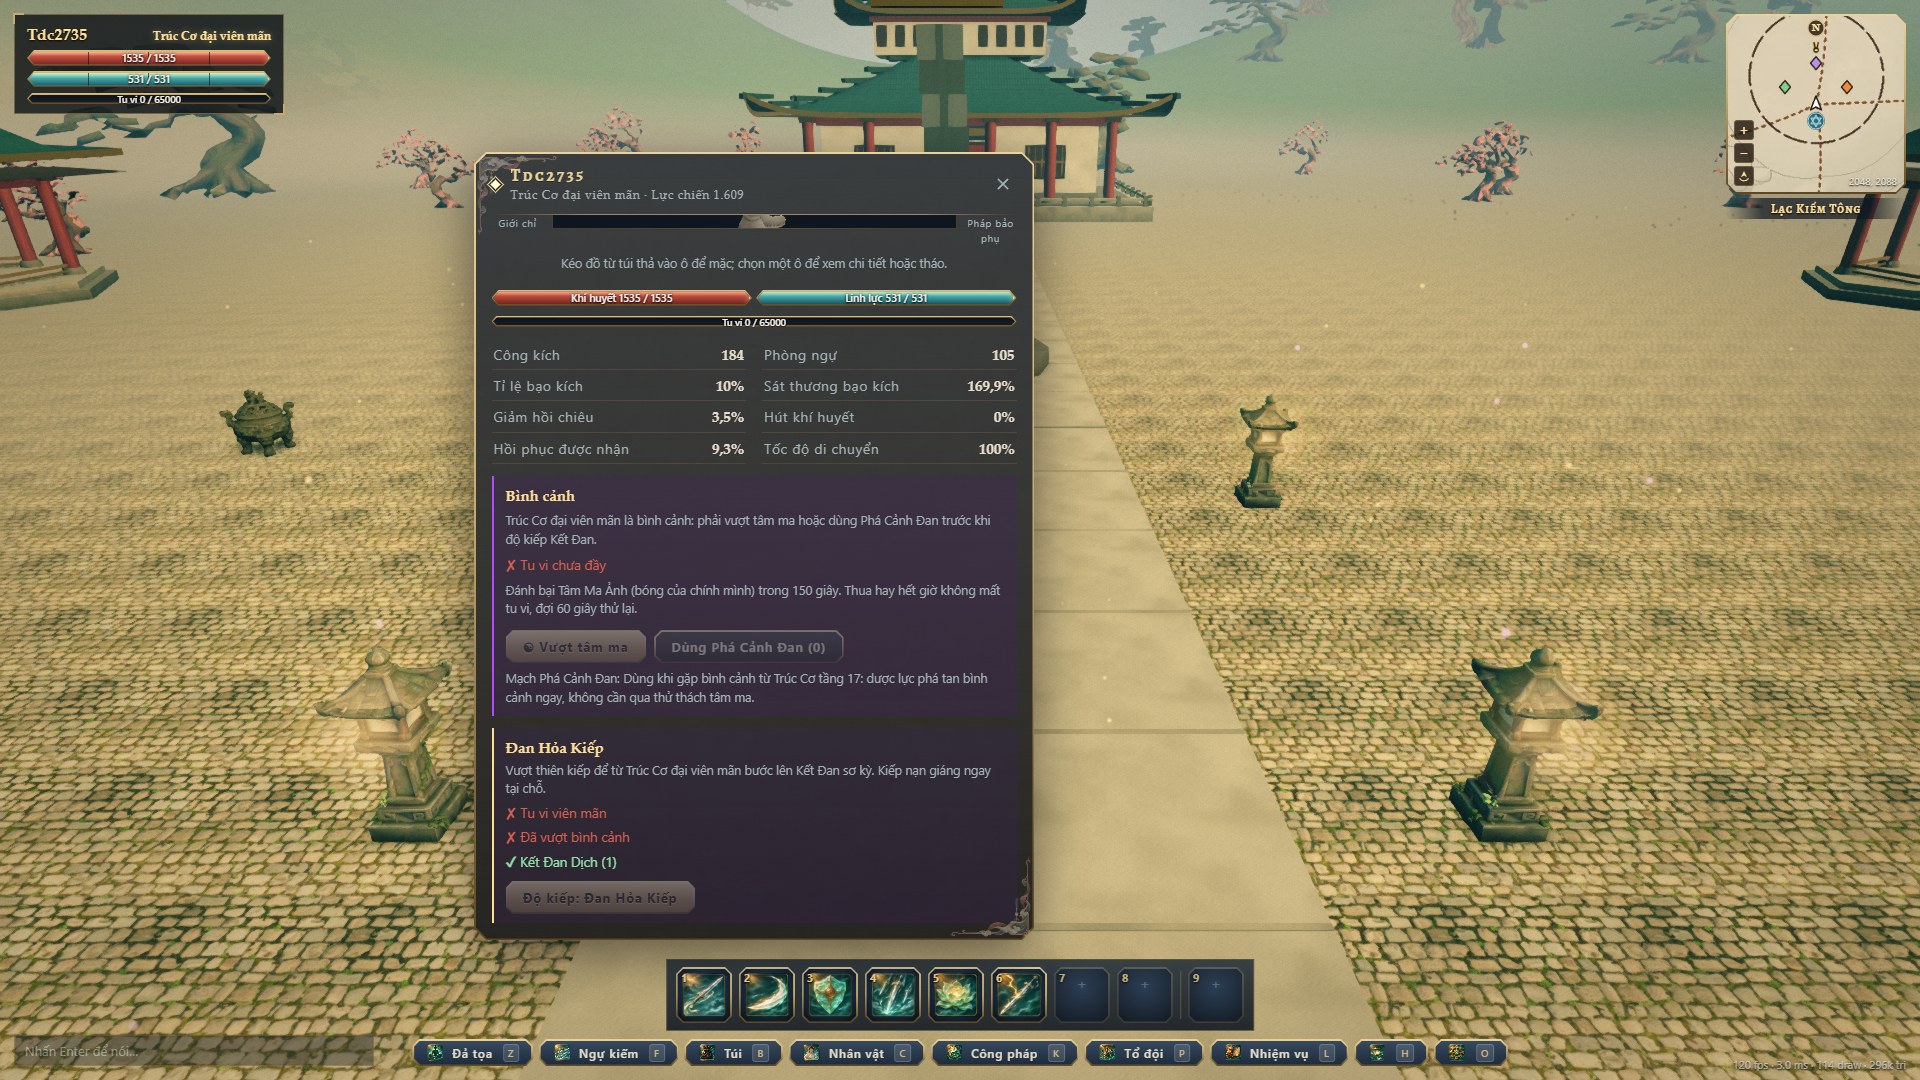 Tdc2735 Trúc Cơ đại viên mãn
1535 / 1535
531 / 531
Tu vi 0 / 65000
N
+
−
2048, 2088
Lạc Kiếm Tông
Tdc2735
Trúc Cơ đại viên mãn · Lực chiến 1.609
Giới chỉ
Pháp bảo
phụ
Kéo đồ từ túi thả vào ô để mặc; chọn một ô để xem chi tiết hoặc tháo.
Khí huyết 1535 / 1535 Linh lực 531 / 531
Tu vi 0 / 65000
Công kích 184 Phòng ngự 105
Tỉ lệ bạo kích 10% Sát thương bạo kích 169,9%
Giảm hồi chiêu 3,5% Hút khí huyết 0%
Hồi phục được nhận 9,3% Tốc độ di chuyển 100%
Bình cảnh
Trúc Cơ đại viên mãn là bình cảnh: phải vượt tâm ma hoặc dùng Phá Cảnh Đan trước khi
độ kiếp Kết Đan.
✗ Tu vi chưa đầy
Đánh bại Tâm Ma Ảnh (bóng của chính mình) trong 150 giây. Thua hay hết giờ không mất
tu vi, đợi 60 giây thử lại.
Vượt tâm ma Dùng Phá Cảnh Đan (0)
Mạch Phá Cảnh Đan: Dùng khi gặp bình cảnh từ Trúc Cơ tầng 17: dược lực phá tan bình
cảnh ngay, không cần qua thử thách tâm ma.
Đan Hỏa Kiếp
Vượt thiên kiếp để từ Trúc Cơ đại viên mãn bước lên Kết Đan sơ kỳ. Kiếp nạn giáng ngay
tại chỗ.
✗ Tu vi viên mãn
✗ Đã vượt bình cảnh
✓ Kết Đan Dịch (1)
Độ kiếp: Đan Hỏa Kiếp
1 2 3 4 5 6 7 8 9
Nhấn Enter để nói...
Đả tọa Z Ngự kiếm F Túi B Nhân vật C Công pháp K Tổ đội P Nhiệm vụ L H O
120 fps · 3.0 ms · 114 draw · 296k tri